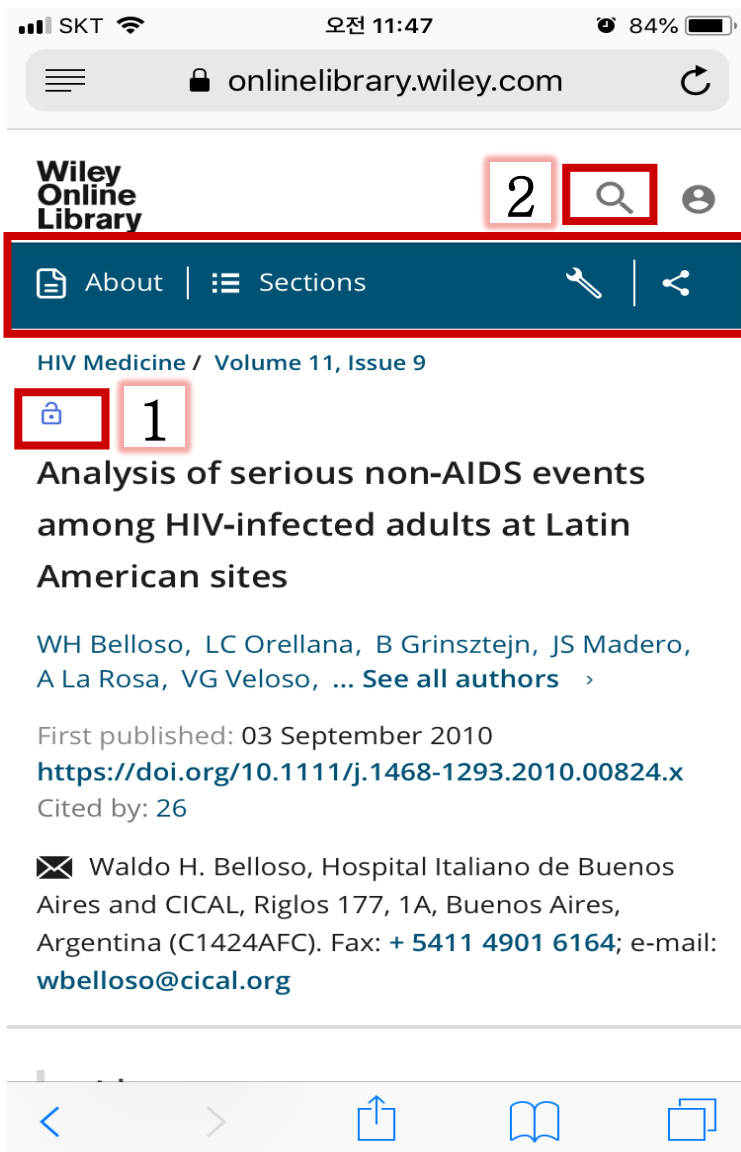 SKT 오전 11:47 84%
onlinelibrary.wiley.com
Wiley
Online
Library
2
About | Sections
HIV Medicine / Volume 11, Issue 9
1
Analysis of serious non-AIDS events
among HIV-infected adults at Latin
American sites
WH Belloso, LC Orellana, B Grinsztejn, JS Madero,
A La Rosa, VG Veloso, ... See all authors ›
First published: 03 September 2010
https://doi.org/10.1111/j.1468-1293.2010.00824.x
Cited by: 26
Waldo H. Belloso, Hospital Italiano de Buenos
Aires and CICAL, Riglos 177, 1A, Buenos Aires,
Argentina (C1424AFC). Fax: + 5411 4901 6164; e-mail:
wbelloso@cical.org